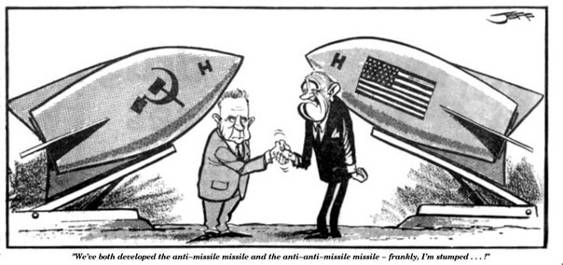 JEFF
H
H
"We've both developed the anti-missile missile and the anti-anti-missile missile – frankly, I'm stumped . . . !"